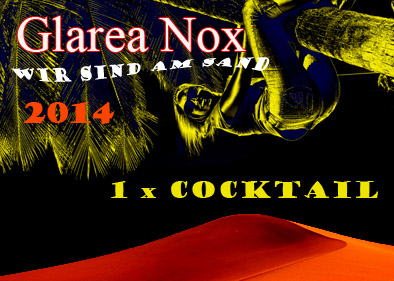 Glarea Nox
WIR SIND AM SAND
2014
1 x COCKTAIL